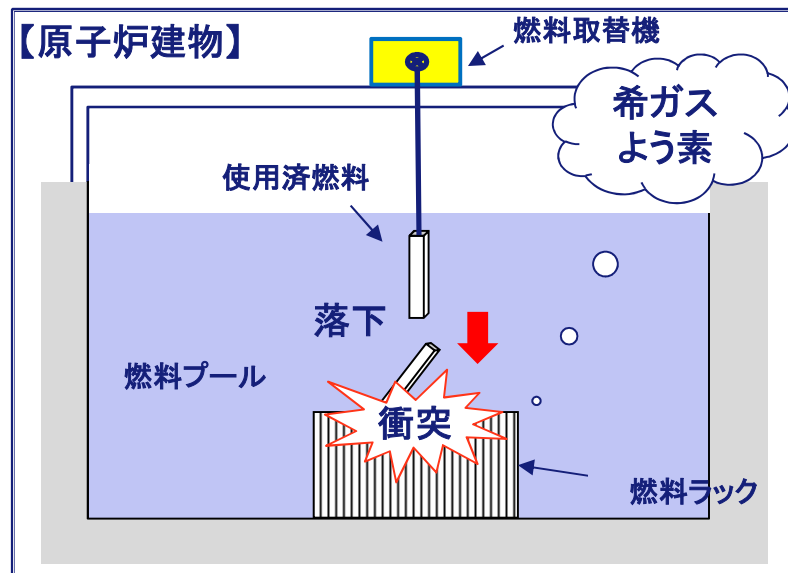 【原子炉建物】
燃料取替機
希ガス
よう素
使用済燃料
落下
燃料プール
衝突
燃料ラック